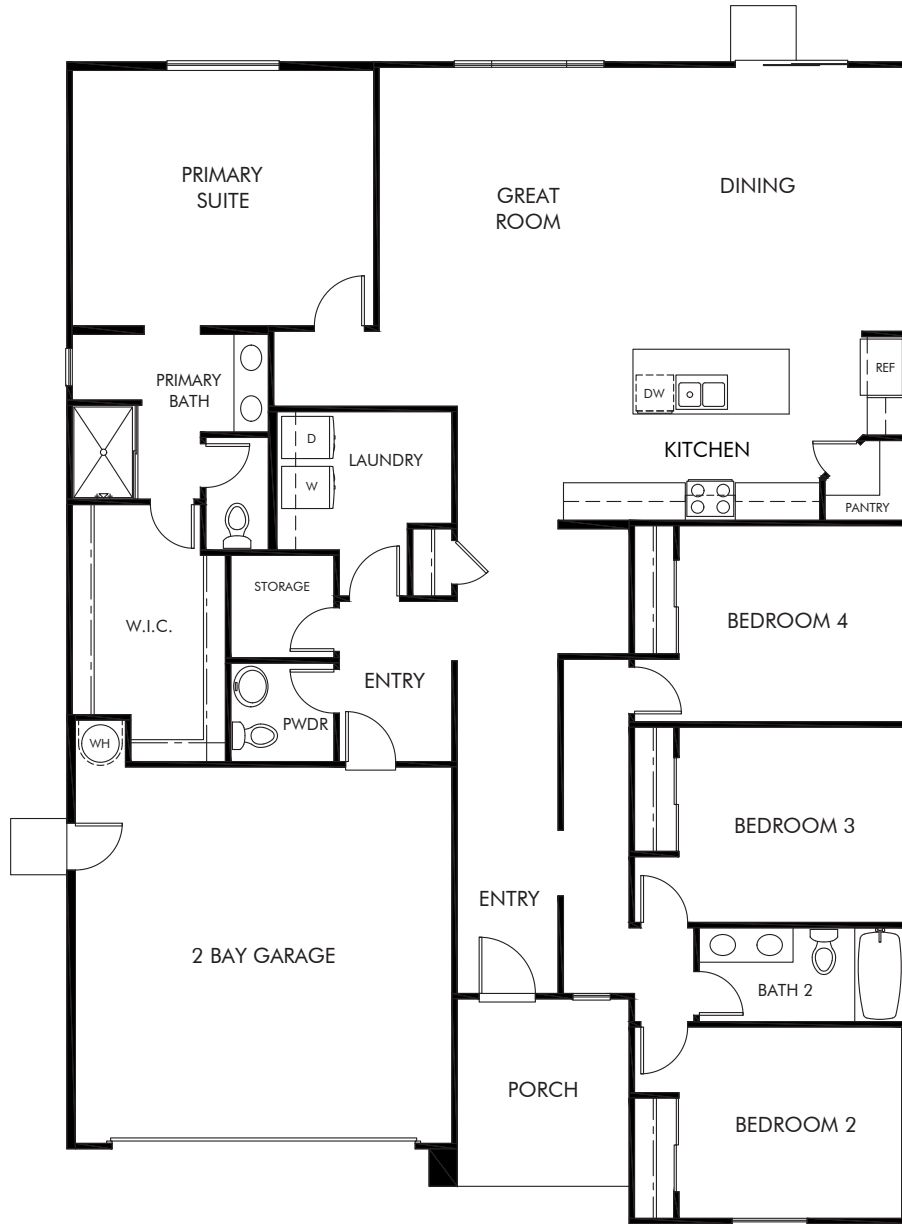 PRIMARY
SUITE
GREAT
ROOM
DINING
PRIMARY
BATH
DW
REF
D
LAUNDRY
W
KITCHEN
PANTRY
STORAGE
W.I.C.
BEDROOM 4
ENTRY
PWDR
WH
BEDROOM 3
ENTRY
2 BAY GARAGE
BATH 2
PORCH
BEDROOM 2